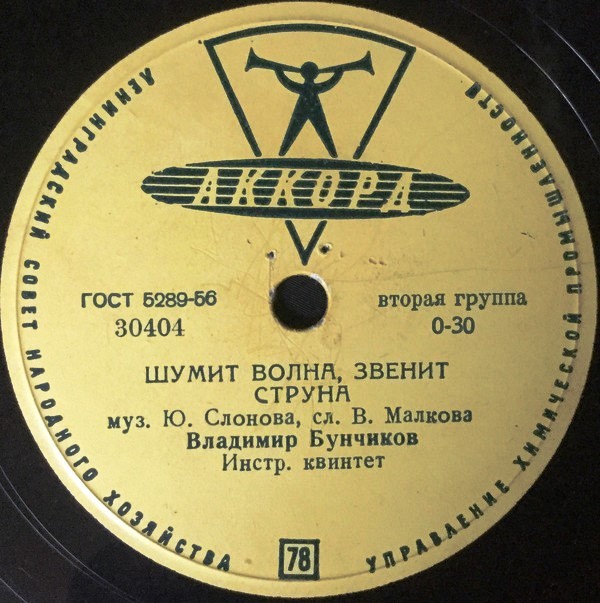 АККОРД
ЛЕНИНГРАДСКИЙ СОВЕТ НАРОДНОГО ХОЗЯЙСТВА
УПРАВЛЕНИЕ ХИМИЧЕСКОЙ ПРОМЫШЛЕННОСТИ
ГОСТ 5289-56
30404
вторая группа
0-30
ШУМИТ ВОЛНА, ЗВЕНИТ
СТРУНА
муз. Ю. Слонова, сл. В. Малкова
Владимир Бунчиков
Инстр. квинтет
78